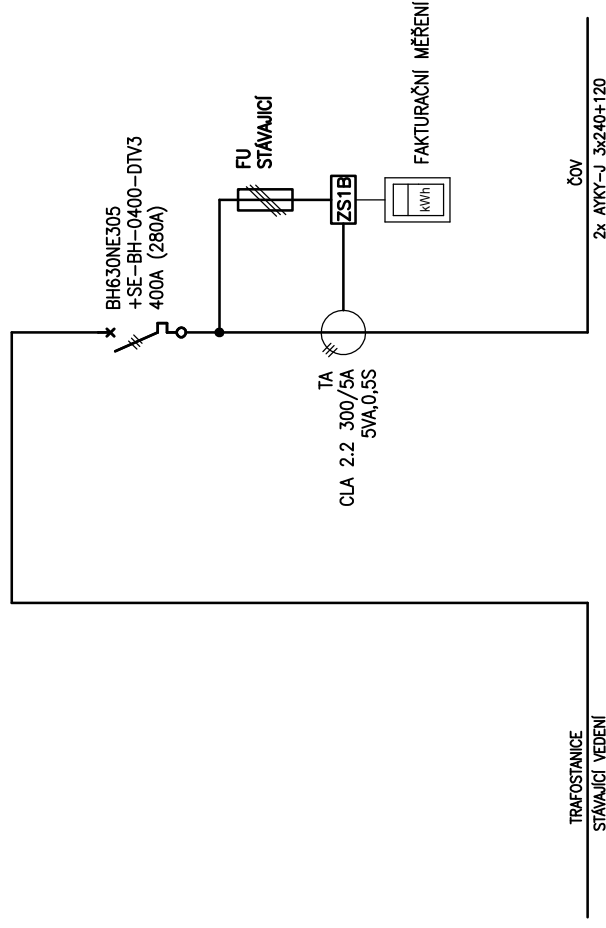 BH630NE305
+SE-BH-0400-DTV3
400A (280A)
FU
STÁVAJICÍ
ZS1B
kWh
FAKTURAČNÍ MĚŘENÍ
TA
CLA 2.2 300/5A
5VA,0,5S
TRAFOSTANICE
STÁVAJÍCÍ VEDENÍ
ČOV
2x AYKY-J 3x240+120